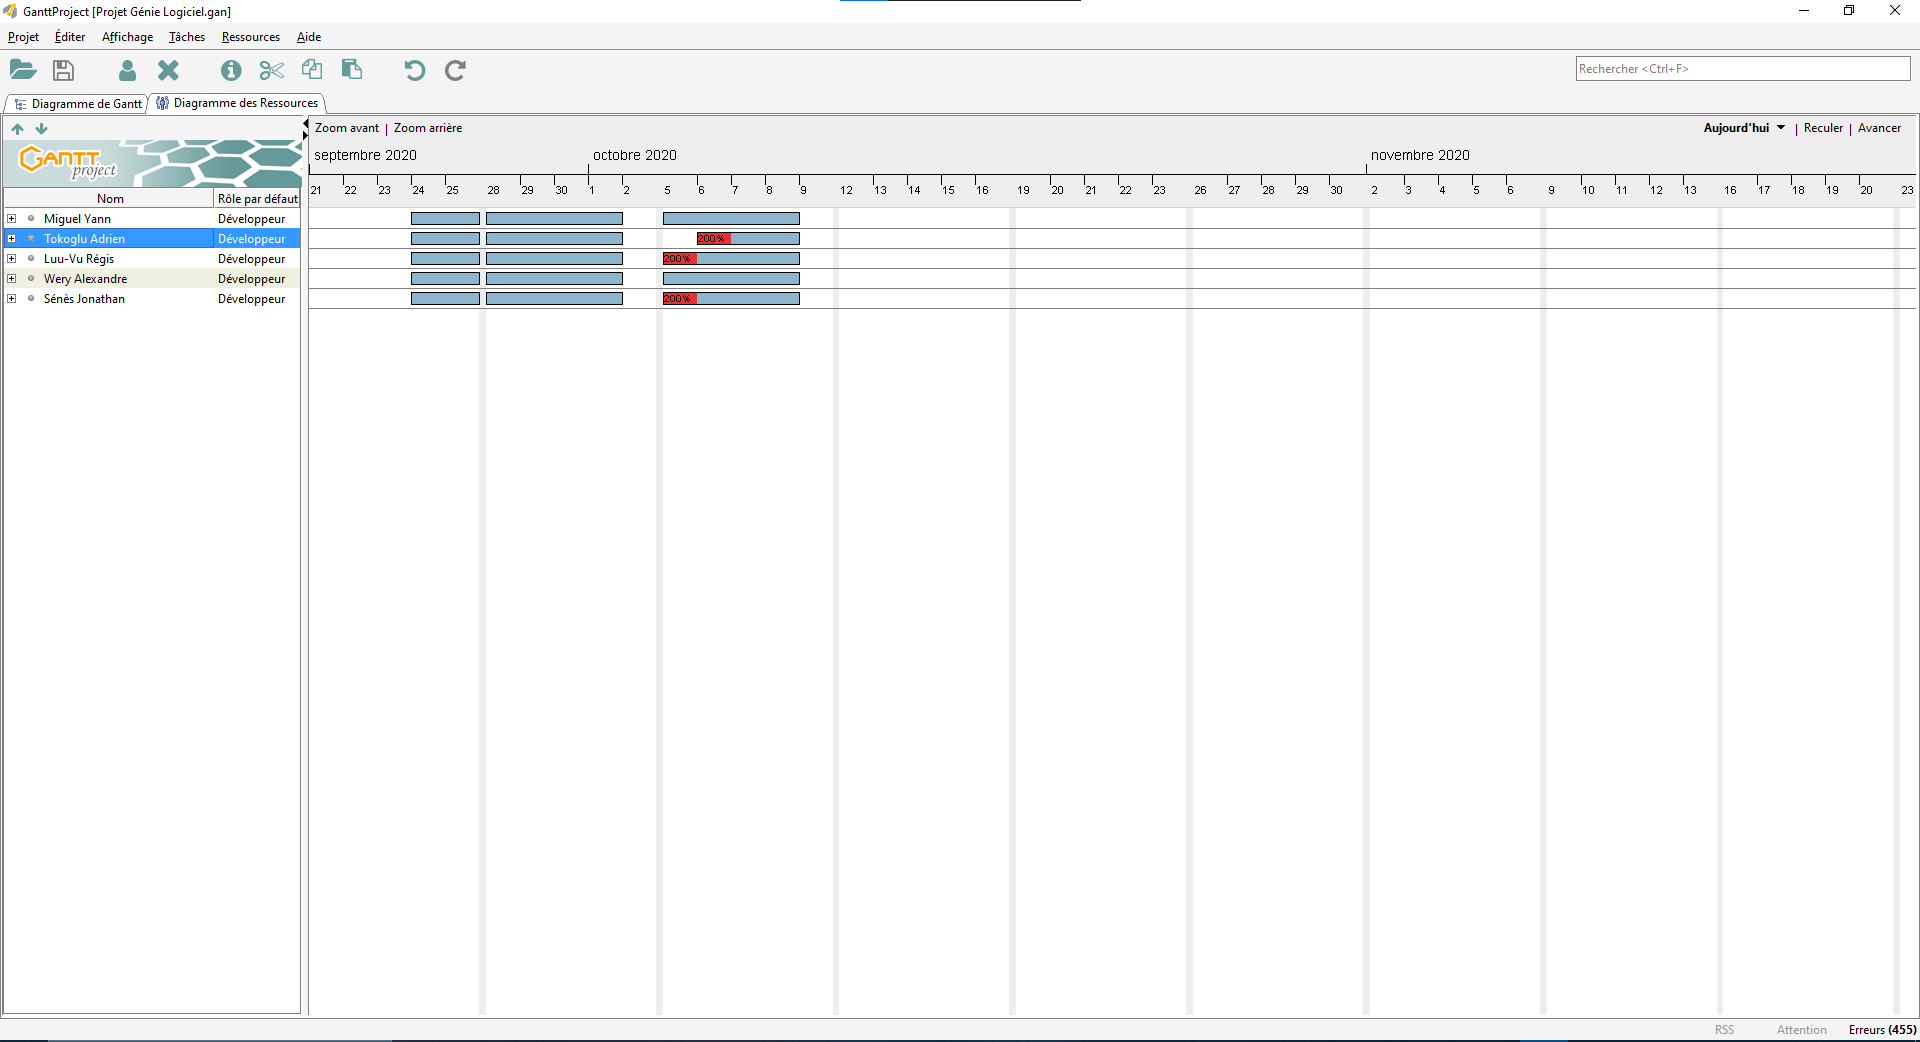 GanttProject [Projet Génie Logiciel.gan]
Projet Éditer Affichage Tâches Ressources Aide
Rechercher <Ctrl+F>
Diagramme de Gantt Diagramme des Ressources
Zoom avant | Zoom arrière Aujourd'hui | Reculer | Avancer
GANTT project
septembre 2020 octobre 2020 novembre 2020
21 22 23 24 25 28 29 30 1 2 5 6 7 8 9 12 13 14 15 16 19 20 21 22 23 26 27 28 29 30 2 3 4 5 6 9 10 11 12 13 16 17 18 19 20 23
Nom Rôle par défaut
Miguel Yann Développeur
Tokoglu Adrien Développeur 200%
Luu-Vu Régis Développeur 200%
Wery Alexandre Développeur
Sénès Jonathan Développeur 200%
RSS Attention Erreurs (455)